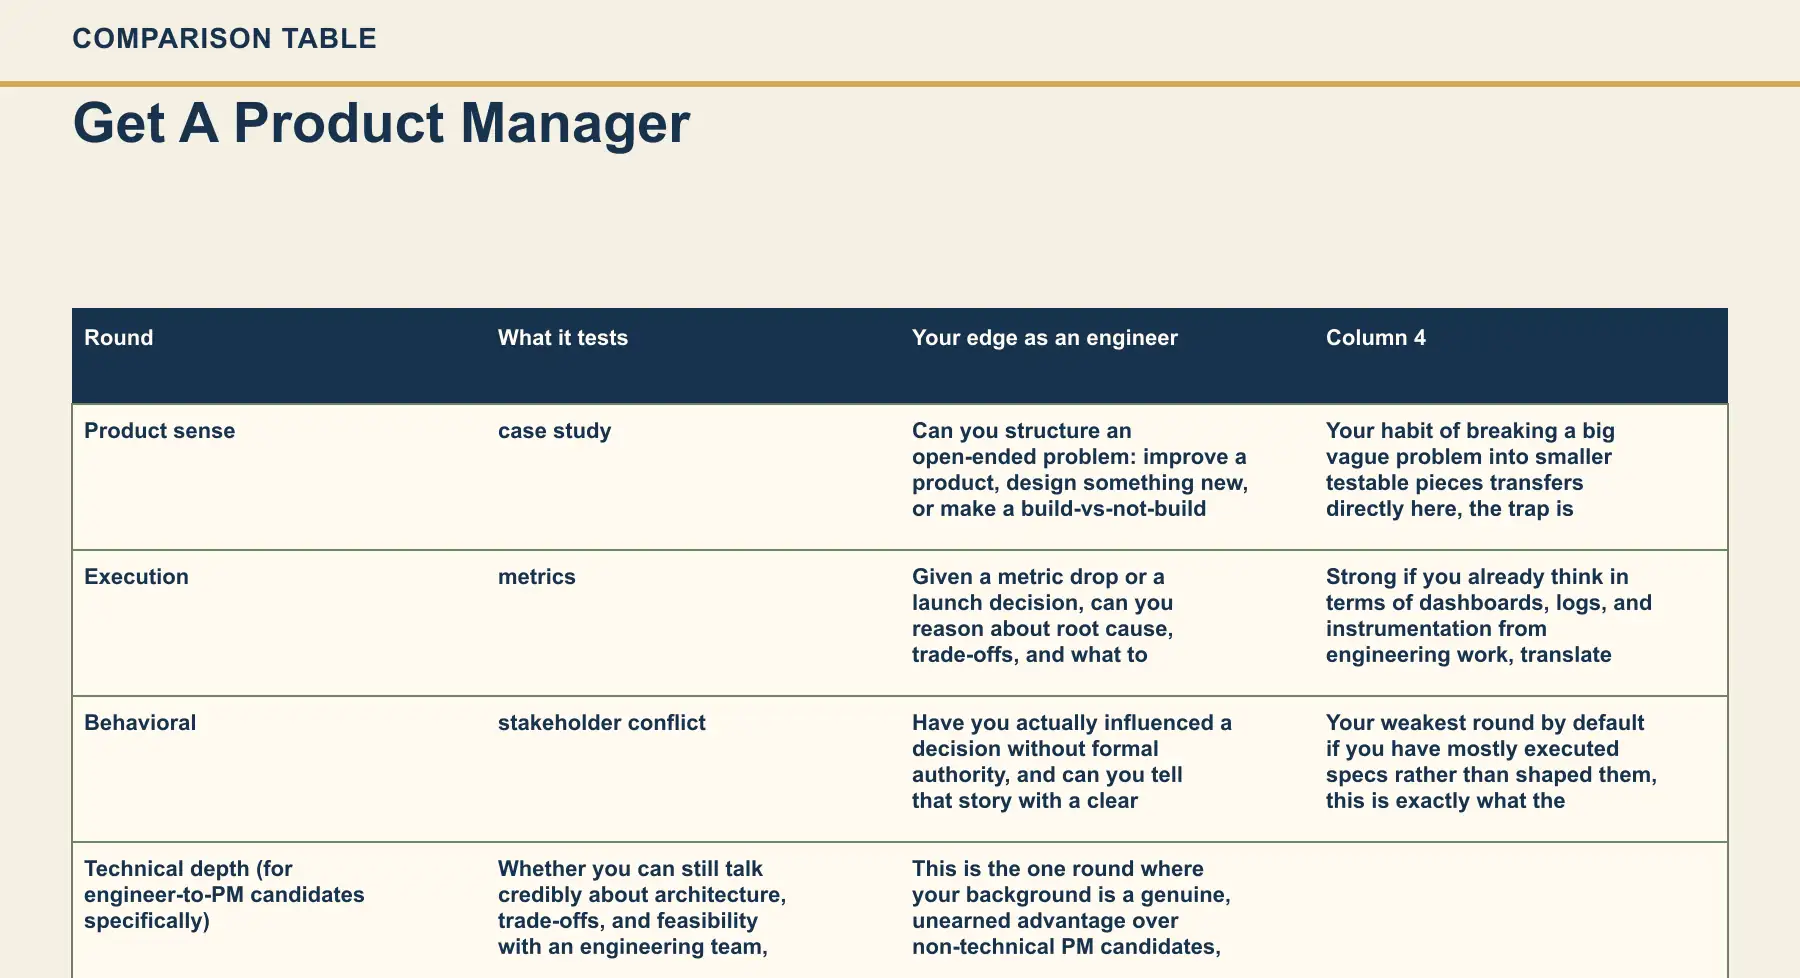 COMPARISON TABLE
Get A Product Manager
Round
What it tests
Your edge as an engineer
Column 4
Product sense
case study
Can you structure an
open-ended problem: improve a
product, design something new,
or make a build-vs-not-build
Your habit of breaking a big
vague problem into smaller
testable pieces transfers
directly here, the trap is
Execution
metrics
Given a metric drop or a
launch decision, can you
reason about root cause,
trade-offs, and what to
Strong if you already think in
terms of dashboards, logs, and
instrumentation from
engineering work, translate
Behavioral
stakeholder conflict
Have you actually influenced a
decision without formal
authority, and can you tell
that story with a clear
Your weakest round by default
if you have mostly executed
specs rather than shaped them,
this is exactly what the
Technical depth (for
engineer-to-PM candidates
specifically)
Whether you can still talk
credibly about architecture,
trade-offs, and feasibility
with an engineering team,
This is the one round where
your background is a genuine,
unearned advantage over
non-technical PM candidates,